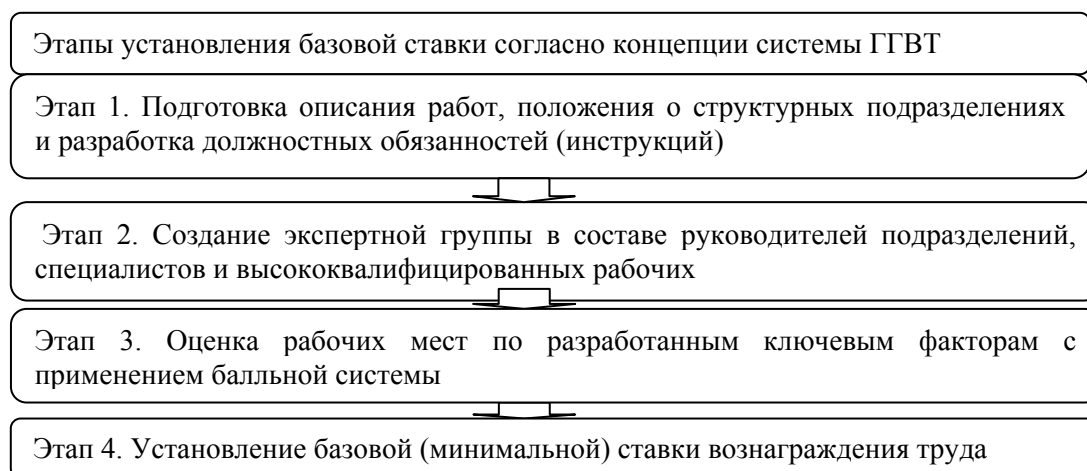 Этапы установления базовой ставки согласно концепции системы ГГВТ
Этап 1. Подготовка описания работ, положения о структурных подразделениях
и разработка должностных обязанностей (инструкций)
Этап 2. Создание экспертной группы в составе руководителей подразделений,
специалистов и высококвалифицированных рабочих
Этап 3. Оценка рабочих мест по разработанным ключевым факторам с
применением балльной системы
Этап 4. Установление базовой (минимальной) ставки вознаграждения труда